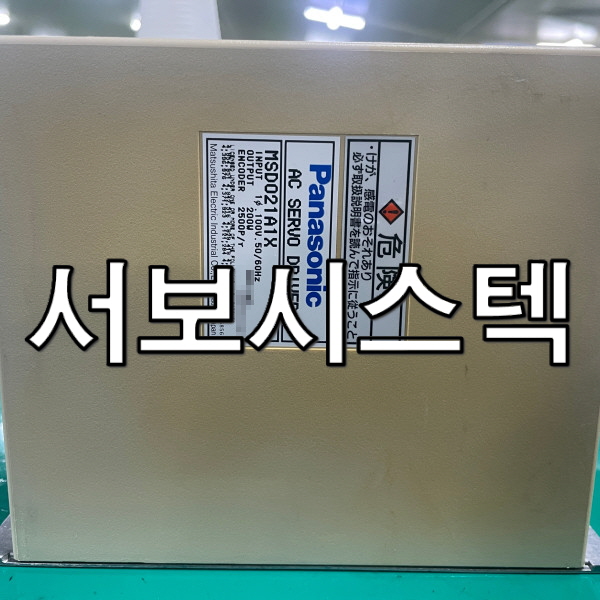 ・けが、感電のおそれあり
必ず取扱説明書を読んで指示に従うこと
危険
Panasonic
AC SERVO DRIVER
MSD021A1X
INPUT 1φ.100V.50/60Hz
OUTPUT 200W
ENCODER 2500P/r
Matsushita Electric Industrial Co
서보시스텍